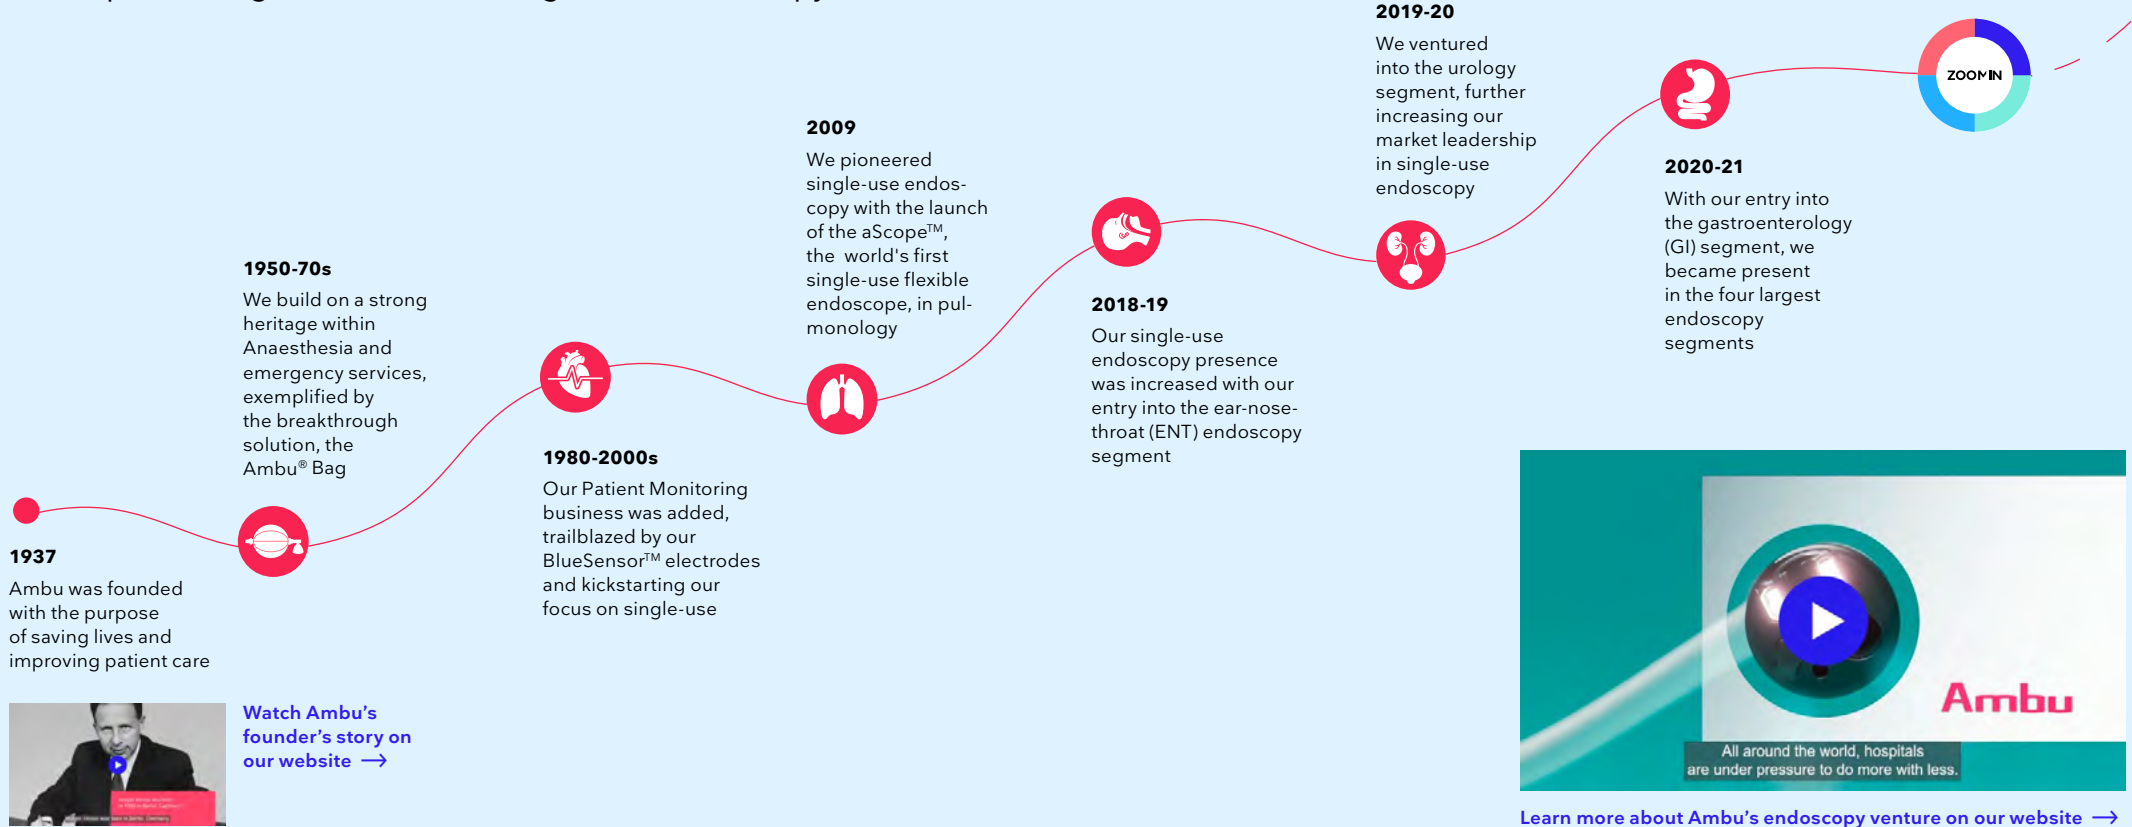 2019-20
We ventured
into the urology
segment, further
increasing our
market leadership
in single-use
endoscopy
ZOOM IN
2009
We pioneered
single-use endos-
copy with the launch
of the aScope™,
the world's first
single-use flexible
endoscope, in pul-
monology
2020-21
With our entry into
the gastroenterology
(GI) segment, we
became present
in the four largest
endoscopy
segments
1950-70s
We build on a strong
heritage within
Anaesthesia and
emergency services,
exemplified by
the breakthrough
solution, the
Ambu® Bag
2018-19
Our single-use
endoscopy presence
was increased with our
entry into the ear-nose-
throat (ENT) endoscopy
segment
1980-2000s
Our Patient Monitoring
business was added,
trailblazed by our
BlueSensor™ electrodes
and kickstarting our
focus on single-use
1937
Ambu was founded
with the purpose
of saving lives and
improving patient care
Watch Ambu’s
founder’s story on
our website →
Ambu
All around the world, hospitals
are under pressure to do more with less.
Learn more about Ambu’s endoscopy venture on our website →